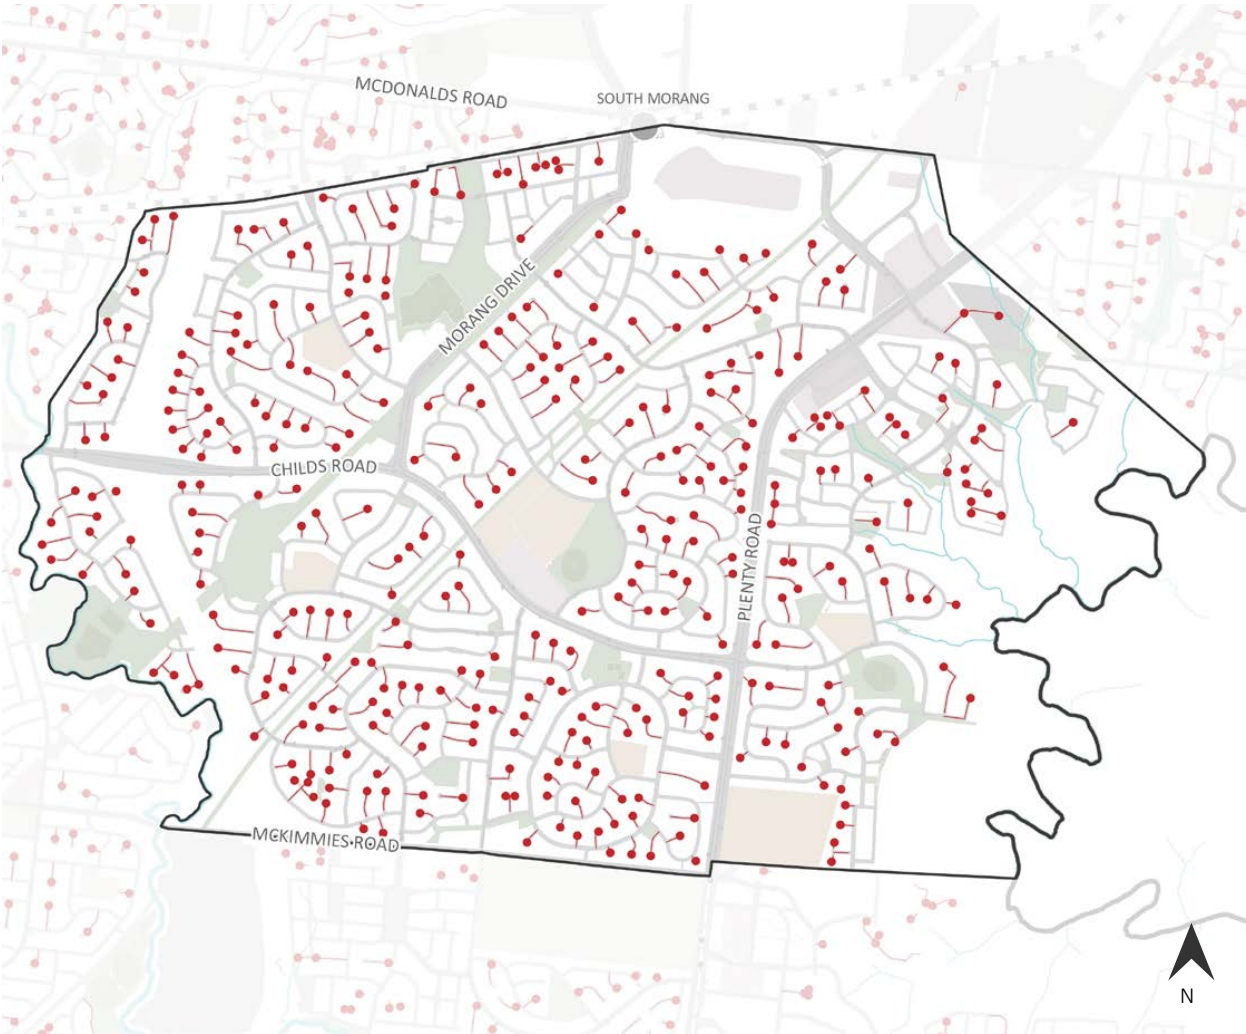 MCDONALDS ROAD
SOUTH MORANG
MORANG DRIVE
CHILDS ROAD
PLENTY ROAD
MCKIMMIES ROAD
N